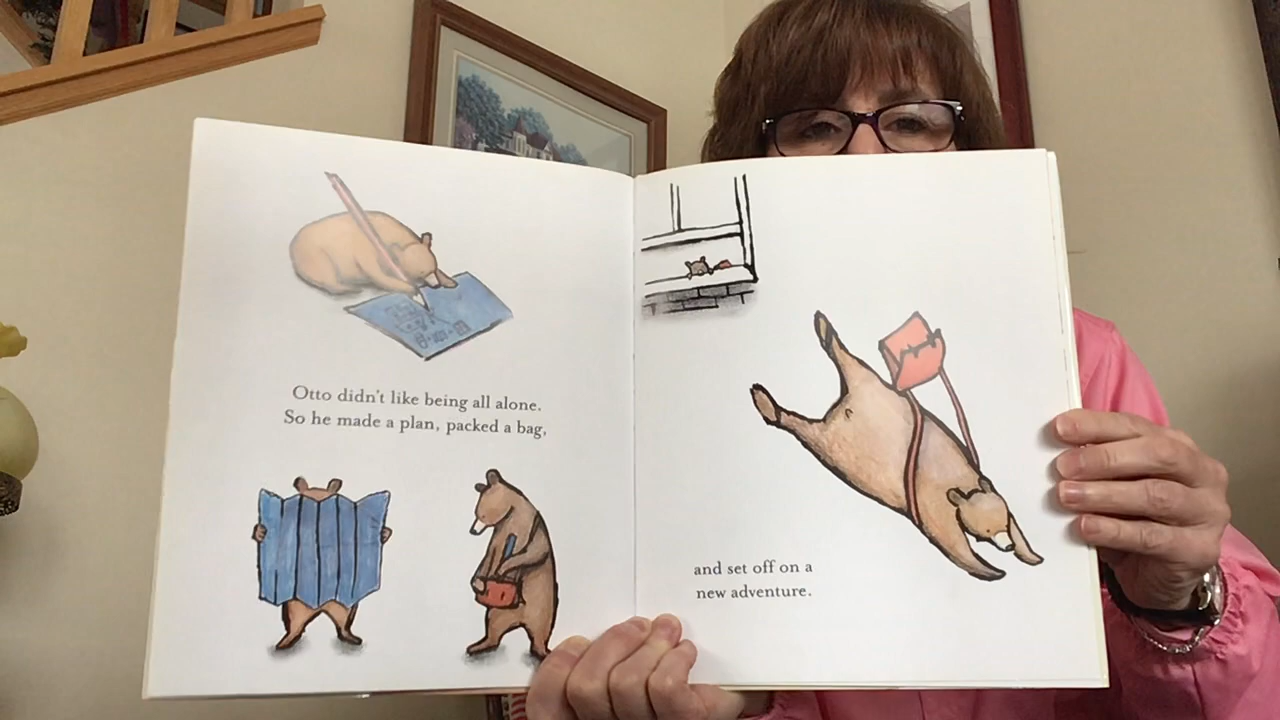 Otto didn't like being all alone.
So he made a plan, packed a bag,
and set off on a
new adventure.